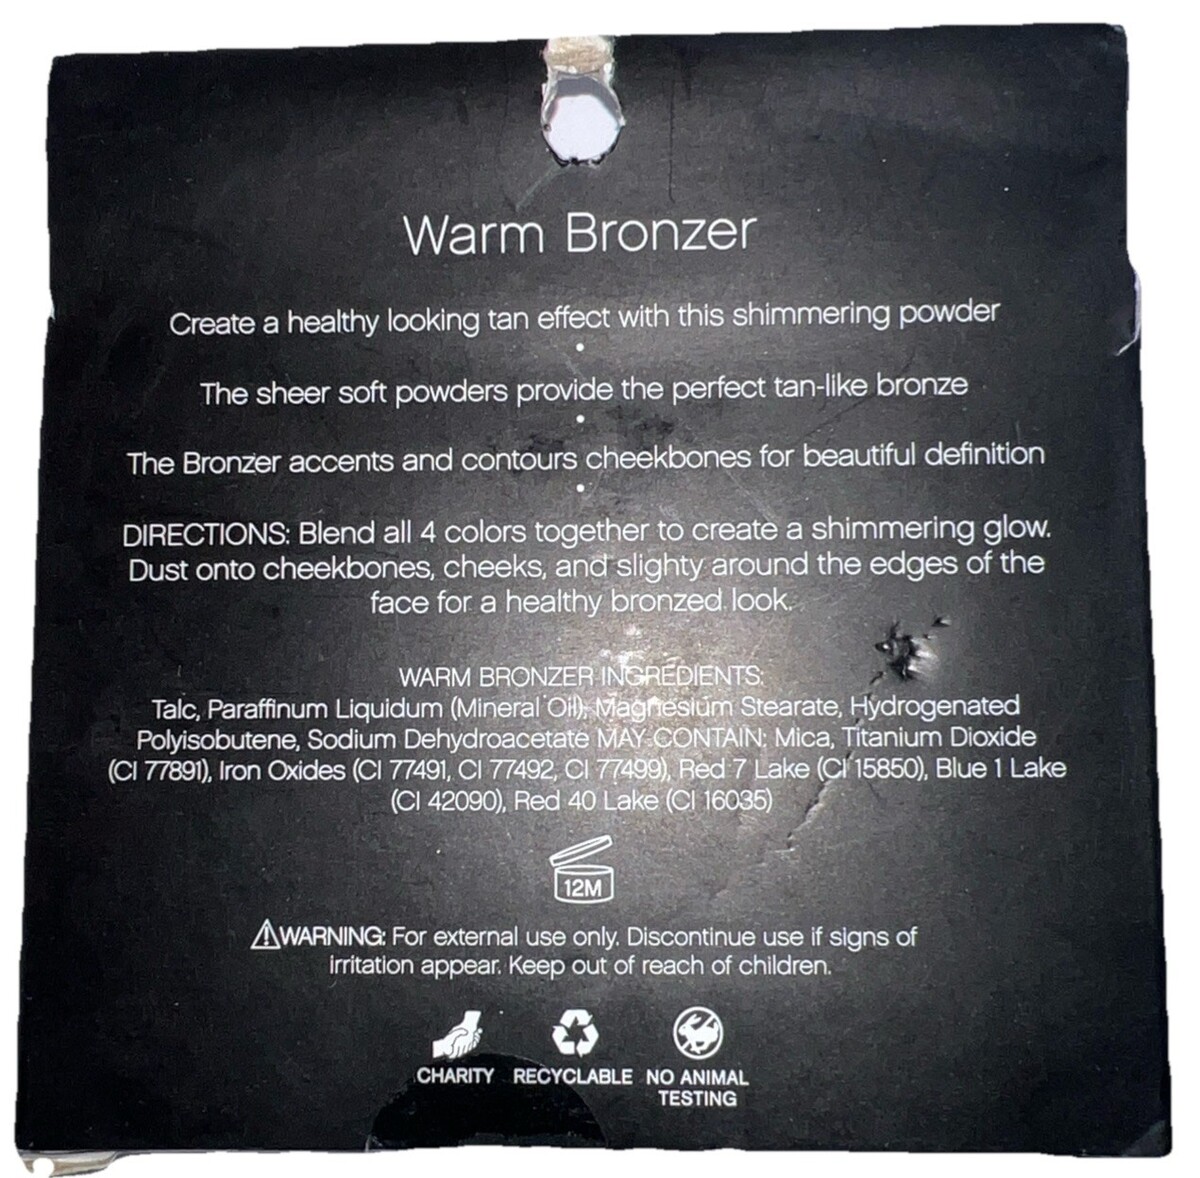 Warm Bronzer
Create a healthy looking tan effect with this shimmering powder
•
The sheer soft powders provide the perfect tan-like bronze
•
The Bronzer accents and contours cheekbones for beautiful definition
•
DIRECTIONS: Blend all 4 colors together to create a shimmering glow.
Dust onto cheekbones, cheeks, and slighty around the edges of the
face for a healthy bronzed look.
WARM BRONZER INGREDIENTS:
Talc, Paraffinum Liquidum (Mineral Oil), Magnesium Stearate, Hydrogenated
Polyisobutene, Sodium Dehydroacetate MAY CONTAIN: Mica, Titanium Dioxide
(CI 77891), Iron Oxides (CI 77491, CI 77492, CI 77499), Red 7 Lake (CI 15850), Blue 1 Lake
(CI 42090), Red 40 Lake (CI 16035)
12M
⚠WARNING: For external use only. Discontinue use if signs of
irritation appear. Keep out of reach of children.
CHARITY RECYCLABLE NO ANIMAL
TESTING